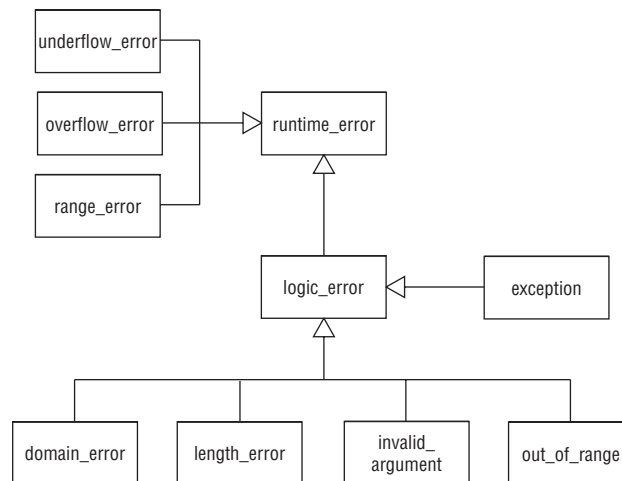 underflow_error
overflow_error
runtime_error
range_error
logic_error
exception
domain_error
length_error
invalid_
argument
out_of_range